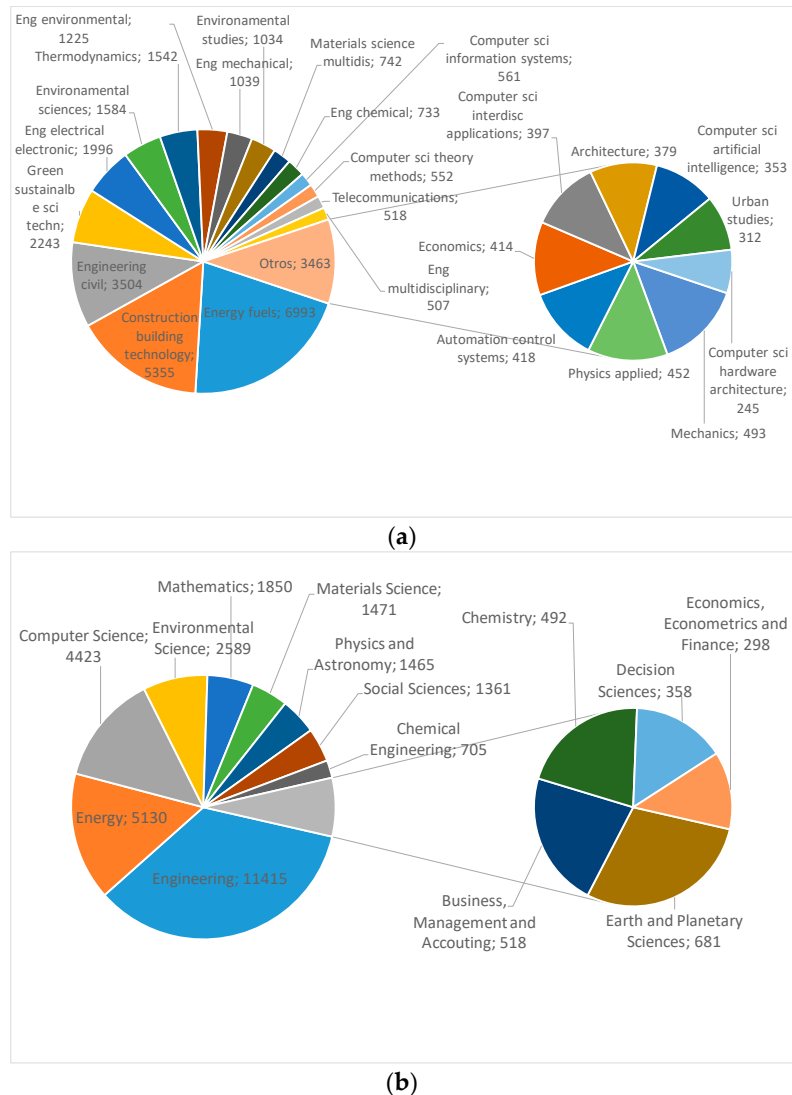 Eng environmental;
1225
Thermodynamics; 1542
Environamental
sciences; 1584
Eng electrical
electronic; 1996
Green
sustainalb
e sci
techn;
2243
Engineering
civil; 3504
Construction
building
technology;
5355
Energy fuels; 6993
Otros; 3463
Environamental
studies; 1034
Eng mechanical;
1039
Materials science
multidis; 742
Eng chemical; 733
Computer sci
information systems;
561
Computer sci theory
methods; 552
Telecommunications;
518
Eng
multidisciplinary;
507
Computer sci
interdisc
applications; 397
Architecture; 379
Computer sci
artificial
intelligence; 353
Urban
studies;
312
Computer sci
hardware
architecture;
245
Mechanics; 493
Physics applied; 452
Automation control
systems; 418
Economics; 414
(a)
Mathematics; 1850
Materials Science;
1471
Computer Science;
4423
Environmental
Science; 2589
Physics and
Astronomy; 1465
Social Sciences; 1361
Chemical
Engineering; 705
Energy; 5130
Engineering; 11415
Chemistry; 492
Economics,
Econometrics and
Finance; 298
Decision
Sciences; 358
Business,
Management and
Accouting; 518
Earth and Planetary
Sciences; 681
(b)